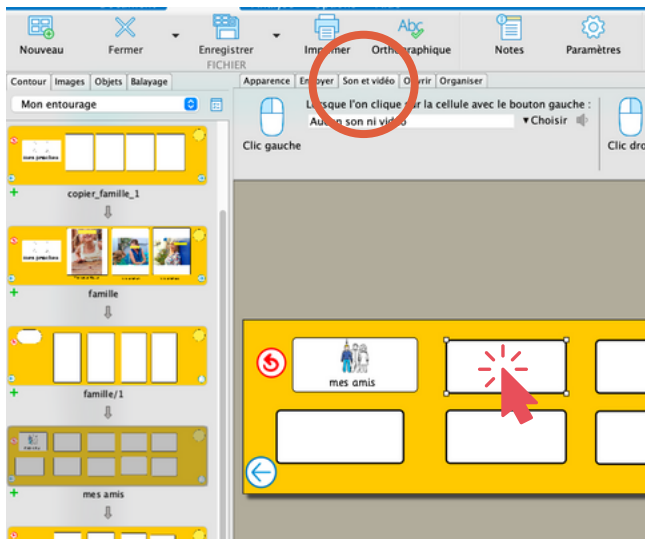 Nouveau Fermer Enregistrer Imprimer Orthographique Notes Paramètres
FICHIER
Contour Images Objets Balayage
Apparence Envoyer Son et vidéo Ouvrir Organiser
Mon entourage
Lorsque l'on clique sur la cellule avec le bouton gauche :
Aucun son ni vidéo ▼Choisir
Clic gauche
Clic dro
copier_famille_1
famille
famille/1
mes amis
mes amis